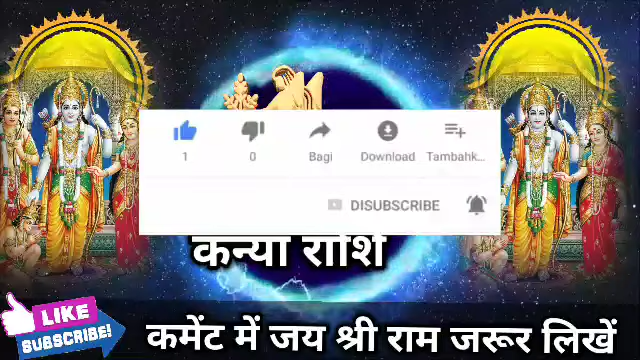 1 0 Bagi Download Tambahk...
DISUBSCRIBE
कन्या राशि
LIKE
SUBSCRIBE!
कमेंट में जय श्री राम जरूर लिखें